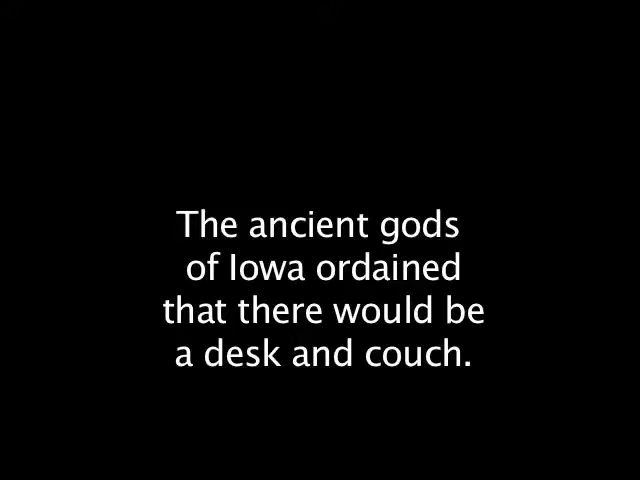 The ancient gods
of Iowa ordained
that there would be
a desk and couch.